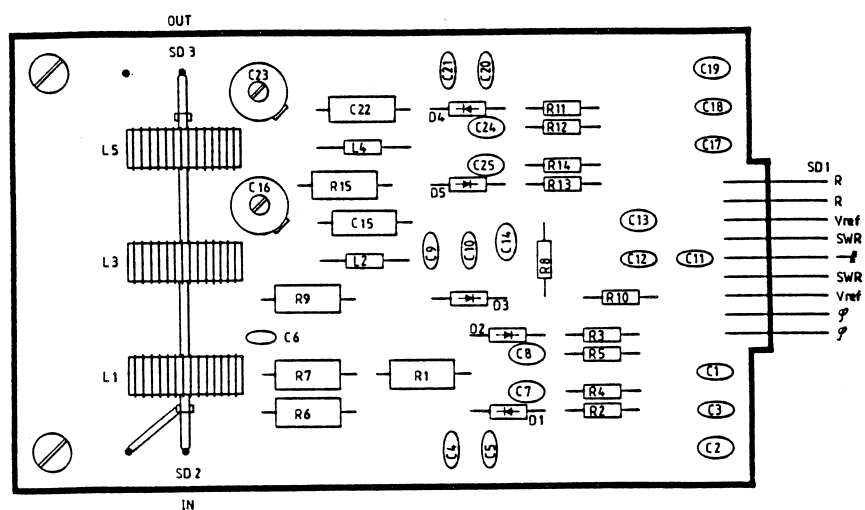 OUT
SD 3
C23
C21
C20
C19
C22
D4
R11
C18
C24
R12
L5
L4
C17
C25
R14
R15
D5
R13
SD1
R
C16
R
C15
C13
Vref
C14
SWR
C9
C10
L3
L2
R8
C12
C11
SWR
R9
D3
R10
Vref
C6
D2
R3
φ
C8
R5
φ
L1
R7
R1
C1
C7
R4
R6
D1
R2
C3
C4
C5
C2
SD2
IN